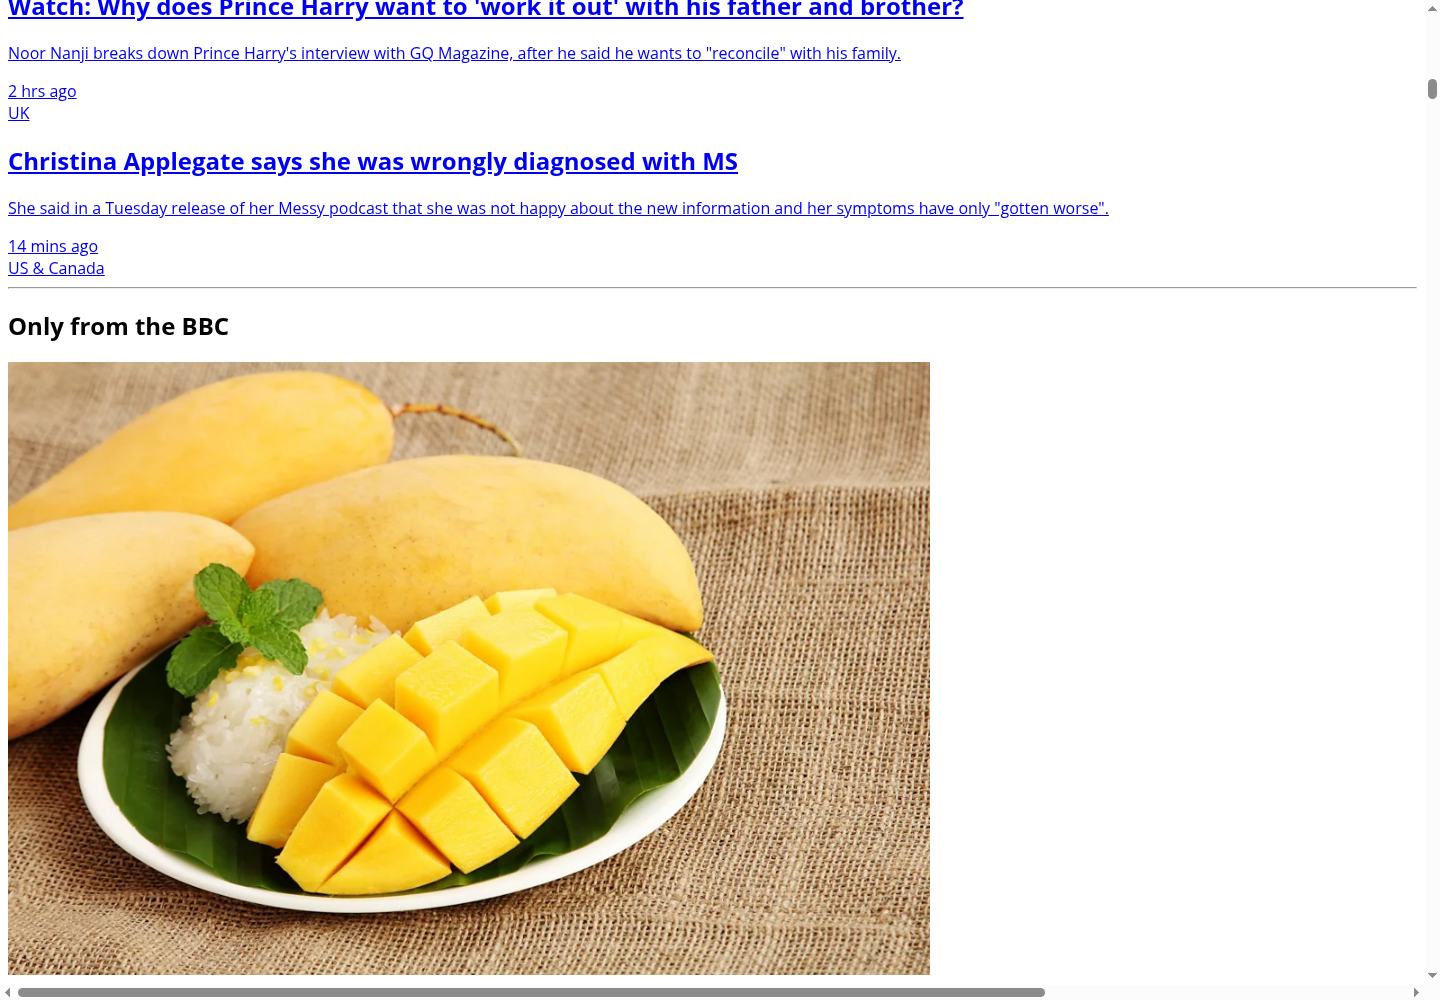 Watch: Why does Prince Harry want to 'work it out' with his father and brother?
Noor Nanji breaks down Prince Harry's interview with GQ Magazine, after he said he wants to "reconcile" with his family.
2 hrs ago
UK
Christina Applegate says she was wrongly diagnosed with MS
She said in a Tuesday release of her Messy podcast that she was not happy about the new information and her symptoms have only "gotten worse".
14 mins ago
US & Canada
Only from the BBC